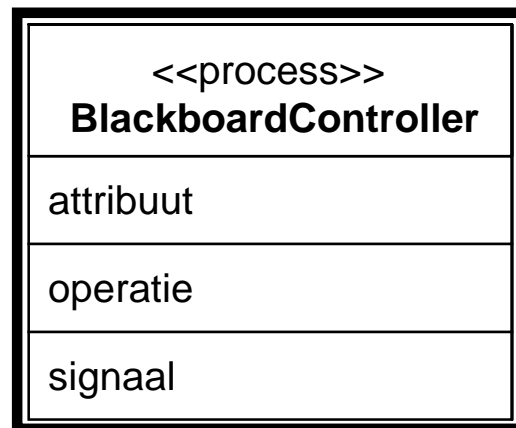 <<process>>
BlackboardController
attribuut
operatie
signaal